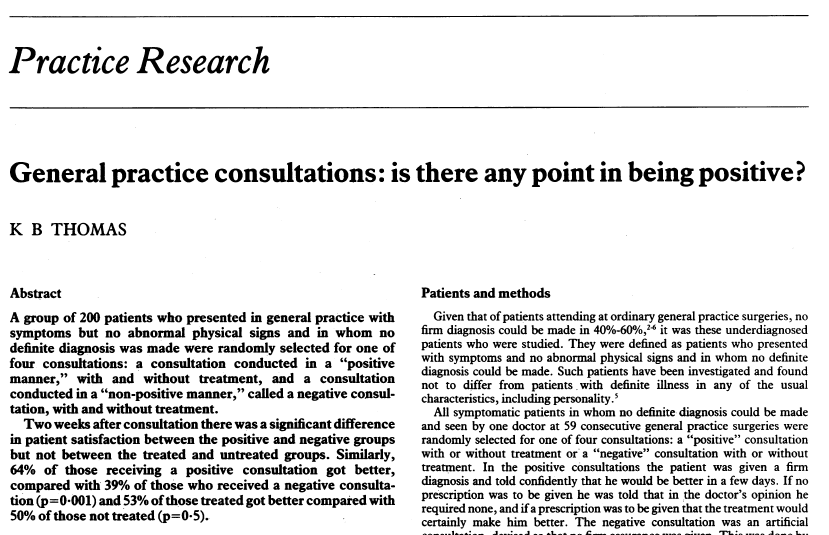 Practice Research
General practice consultations: is there any point in being positive?
K B THOMAS
Abstract
A group of 200 patients who presented in general practice with
symptoms but no abnormal physical signs and in whom no
definite diagnosis was made were randomly selected for one of
four consultations: a consultation conducted in a “positive
manner,” with and without treatment, and a consultation
conducted in a “non-positive manner,” called a negative consul-
tation, with and without treatment.
Two weeks after consultation there was a significant difference
in patient satisfaction between the positive and negative groups
but not between the treated and untreated groups. Similarly,
64% of those receiving a positive consultation got better,
compared with 39% of those who received a negative consulta-
tion (p=0·001) and 53% of those treated got better compared with
50% of those not treated (p=0·5).
Patients and methods
Given that of patients attending at ordinary general practice surgeries, no
firm diagnosis could be made in 40%-60%,²⁻⁶ it was these underdiagnosed
patients who were studied. They were defined as patients who presented
with symptoms and no abnormal physical signs and in whom no definite
diagnosis could be made. Such patients have been investigated and found
not to differ from patients with definite illness in any of the usual
characteristics, including personality.⁵
All symptomatic patients in whom no definite diagnosis could be made
and seen by one doctor at 59 consecutive general practice surgeries were
randomly selected for one of four consultations: a “positive” consultation
with or without treatment or a “negative” consultation with or without
treatment. In the positive consultations the patient was given a firm
diagnosis and told confidently that he would be better in a few days. If no
prescription was to be given he was told that in the doctor's opinion he
required none, and if a prescription was to be given that the treatment would
certainly make him better. The negative consultation was an artificial